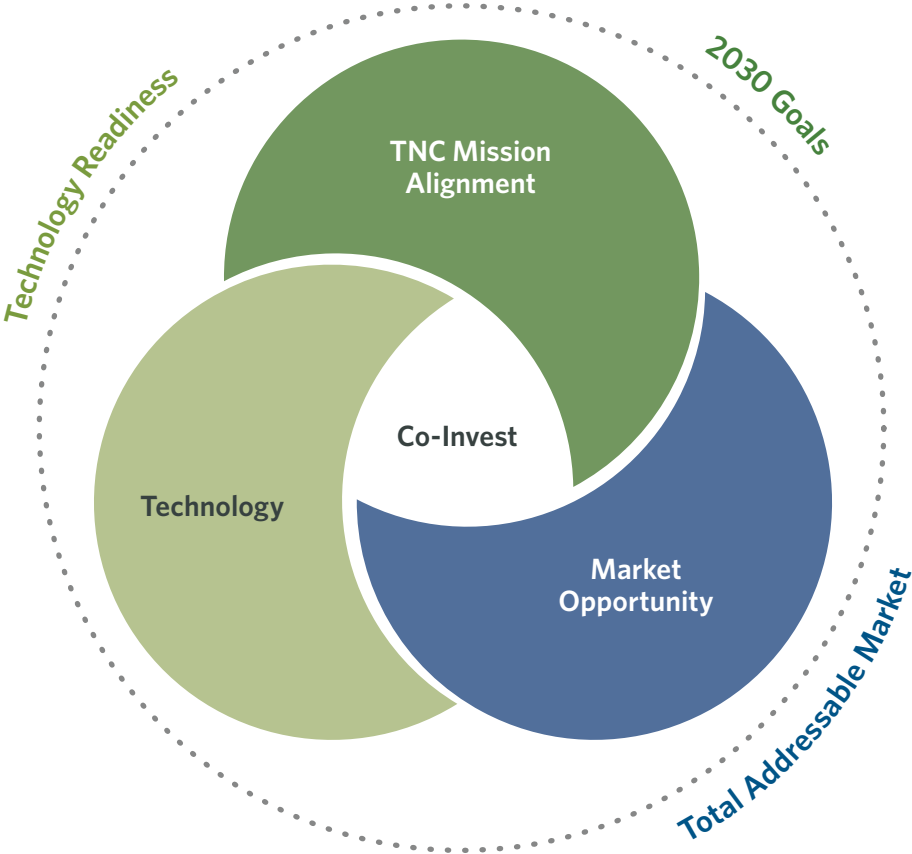 Technology Readiness
2030 Goals
TNC Mission
Alignment
Co-Invest
Technology
Market
Opportunity
Total Addressable Market